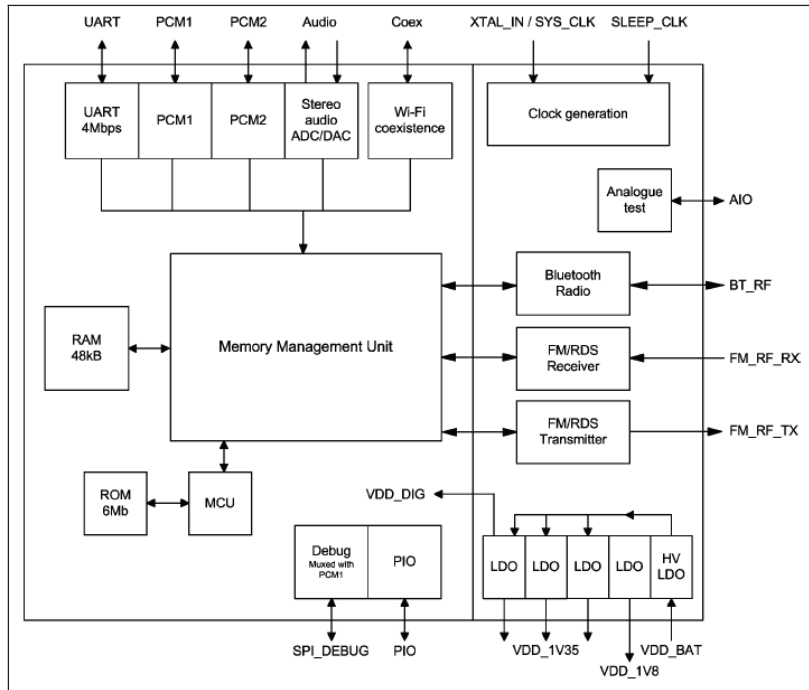 UART PCM1 PCM2 Audio Coex XTAL_IN / SYS_CLK SLEEP_CLK
UART
4Mbps
PCM1
PCM2
Stereo
audio
ADC/DAC
Wi-Fi
coexistence
Clock generation
Analogue
test
AIO
Bluetooth
Radio
BT_RF
RAM
48kB
Memory Management Unit
FM/RDS
Receiver
FM_RF_RX
FM/RDS
Transmitter
FM_RF_TX
ROM
6Mb
MCU
VDD_DIG
Debug
Muxed with
PCM1
PIO
LDO
LDO
LDO
LDO
HV
LDO
SPI_DEBUG PIO VDD_1V35 VDD_BAT
VDD_1V8